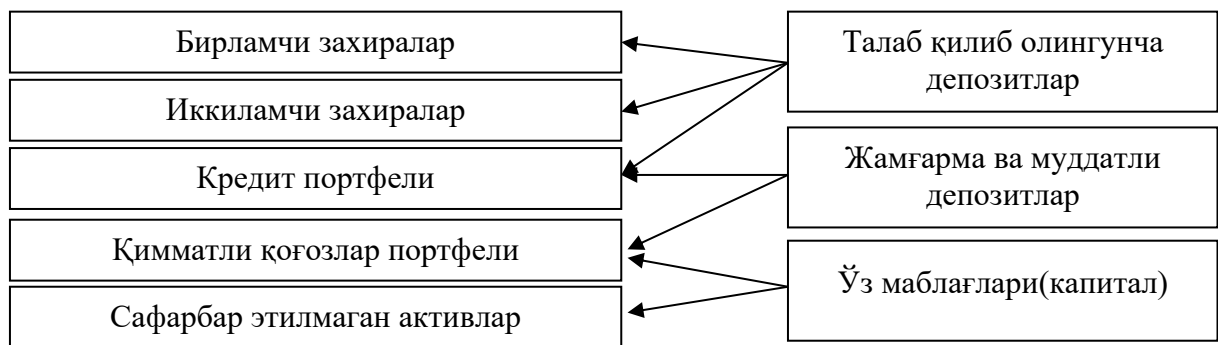 Бирламчи захиралар
Иккиламчи захиралар
Кредит портфели
Қимматли қоғозлар портфели
Сафарбар этилмаган активлар
Талаб қилиб олингунча
депозитлар
Жамғарма ва муддатли
депозитлар
Ўз маблағлари(капитал)